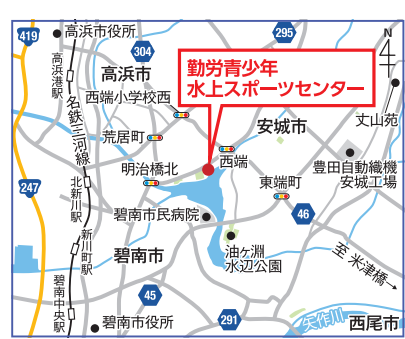 419
高浜市役所
304
295
N
高浜港駅
高浜市
勤労青少年
水上スポーツセンター
名鉄三河線
西端小学校西
丈山苑
安城市
荒居町
西端
明治橋北
豊田自動織機
安城工場
東端町
247
北新川駅
碧南市民病院
46
新川町駅
油ヶ淵
水辺公園
碧南市
至 米津橋
碧南中央駅
45
碧南市役所
291
矢作川
西尾市